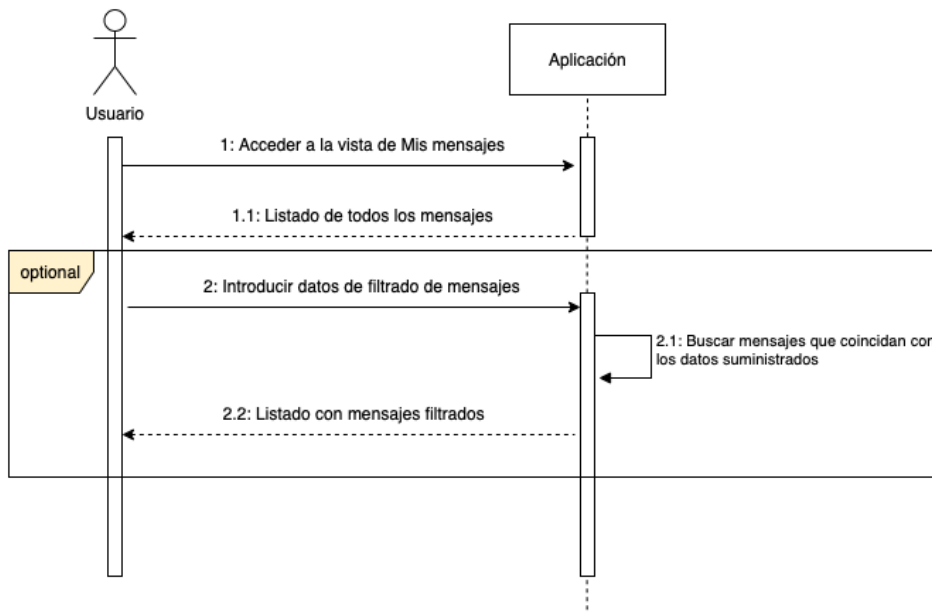 Aplicación
Usuario
1: Acceder a la vista de Mis mensajes
1.1: Listado de todos los mensajes
optional
2: Introducir datos de filtrado de mensajes
2.1: Buscar mensajes que coincidan con
los datos suministrados
2.2: Listado con mensajes filtrados